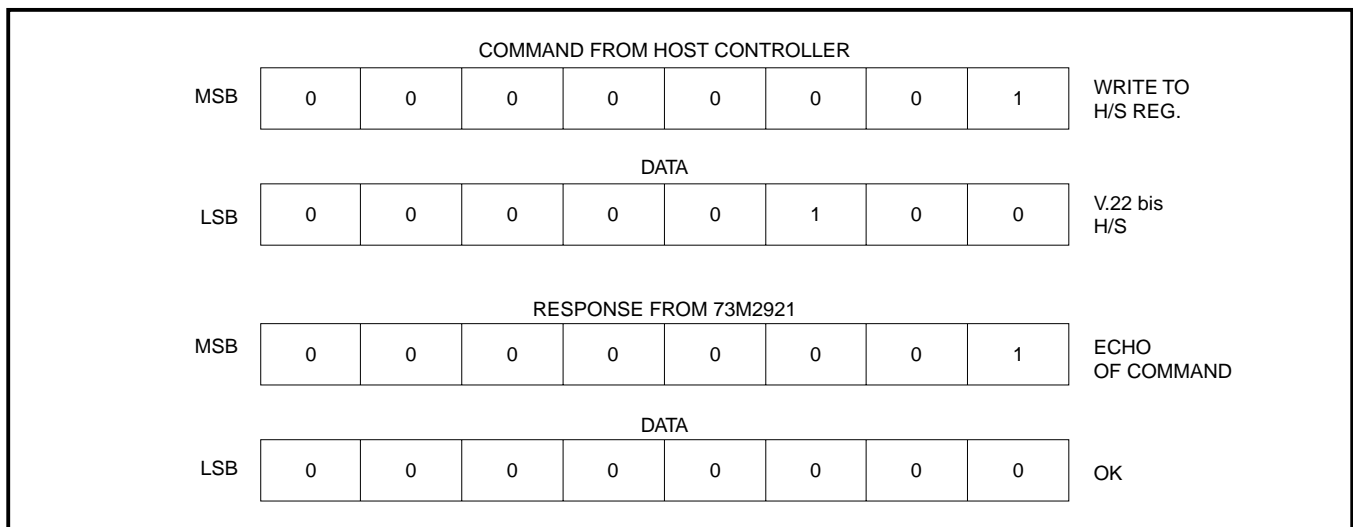 COMMAND FROM HOST CONTROLLER
MSB 0 0 0 0 0 0 0 1 WRITE TO
H/S REG.
DATA
LSB 0 0 0 0 0 1 0 0 V.22 bis
H/S
RESPONSE FROM 73M2921
MSB 0 0 0 0 0 0 0 1 ECHO
OF COMMAND
DATA
LSB 0 0 0 0 0 0 0 0 OK